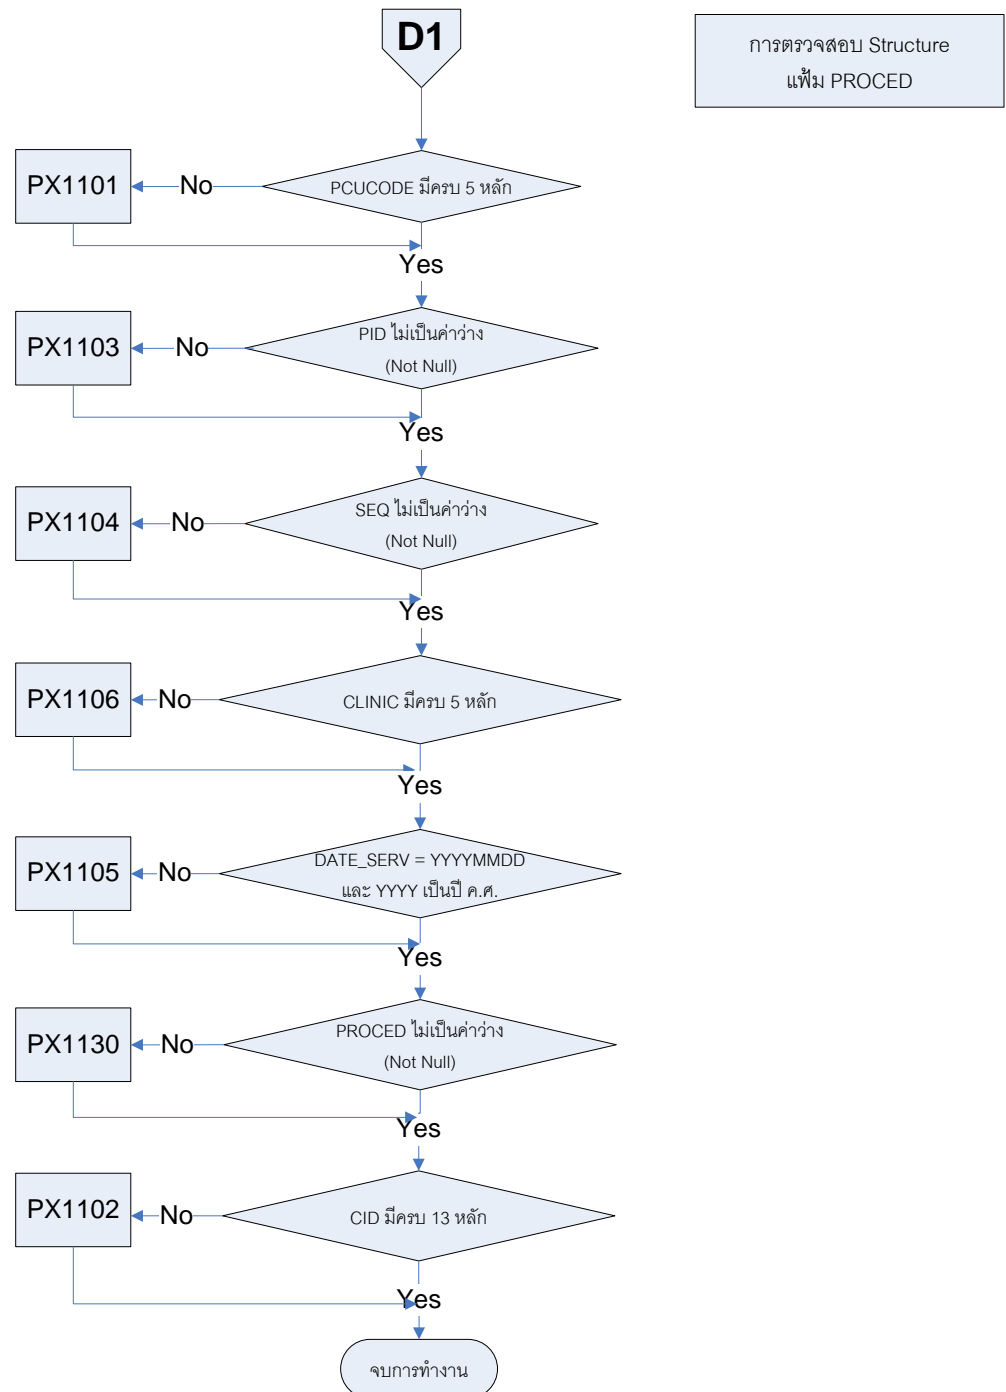 D1
การตรวจสอบ Structure
แฟ้ม PROCED
PX1101
No
PCUCODE มีครบ 5 หลัก
Yes
PX1103
No
PID ไม่เป็นค่าว่าง
(Not Null)
Yes
PX1104
No
SEQ ไม่เป็นค่าว่าง
(Not Null)
Yes
PX1106
No
CLINIC มีครบ 5 หลัก
Yes
PX1105
No
DATE_SERV = YYYYMMDD
และ YYYY เป็นปี ค.ศ.
Yes
PX1130
No
PROCED ไม่เป็นค่าว่าง
(Not Null)
Yes
PX1102
No
CID มีครบ 13 หลัก
Yes
จบการทำงาน